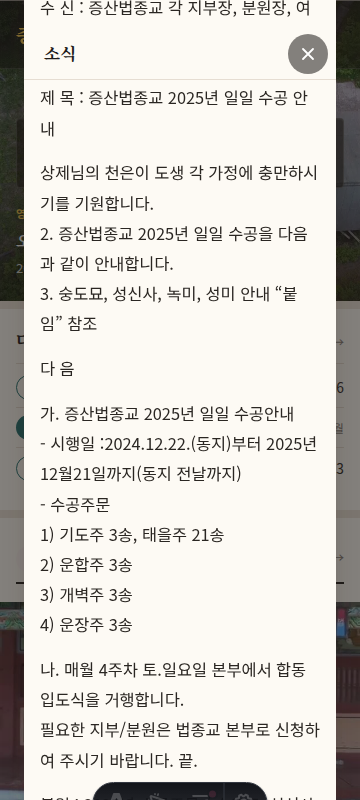 수 신 : 증산법종교 각 지부장, 분원장, 여
소식
제 목 : 증산법종교 2025년 일일 수공 안
내
상제님의 천은이 도생 각 가정에 충만하시
기를 기원합니다.
2. 증산법종교 2025년 일일 수공을 다음
과 같이 안내합니다.
3. 숭도묘, 성신사, 녹미, 성미 안내 “붙
임” 참조
다 음
가. 증산법종교 2025년 일일 수공안내
- 시행일 :2024.12.22.(동지)부터 2025년
12월21일까지(동지 전날까지)
- 수공주문
1) 기도주 3송, 태을주 21송
2) 운합주 3송
3) 개벽주 3송
4) 운장주 3송
나. 매월 4주차 토.일요일 본부에서 합동
입도식을 거행합니다.
필요한 지부/분원은 법종교 본부로 신청하
여 주시기 바랍니다. 끝.